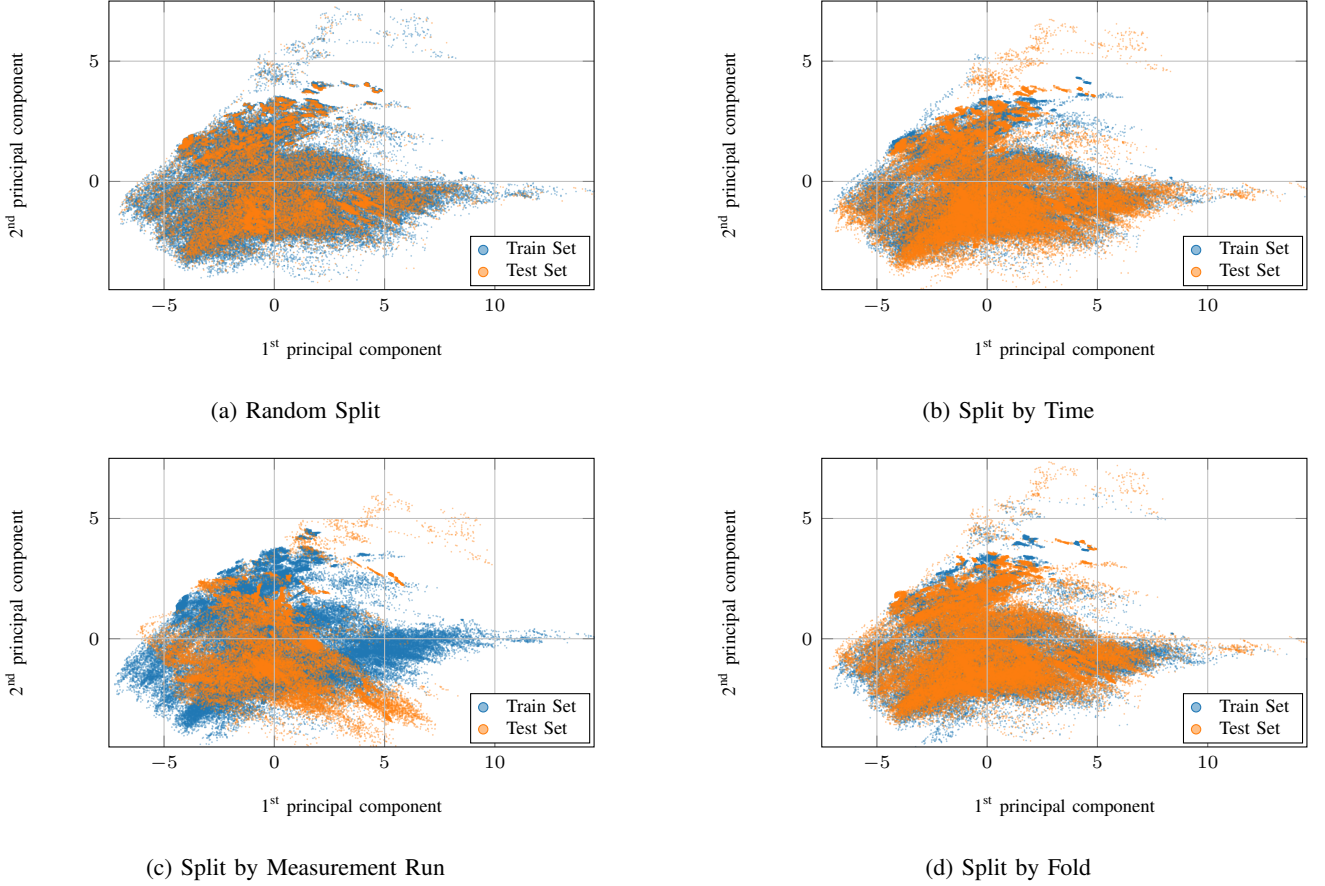 5
0
−5
0
5
10
2nd principal component
1st principal component
Train Set
Test Set
(a) Random Split
5
0
−5
0
5
10
2nd principal component
1st principal component
Train Set
Test Set
(b) Split by Time
5
0
−5
0
5
10
2nd principal component
1st principal component
Train Set
Test Set
(c) Split by Measurement Run
5
0
−5
0
5
10
2nd principal component
1st principal component
Train Set
Test Set
(d) Split by Fold